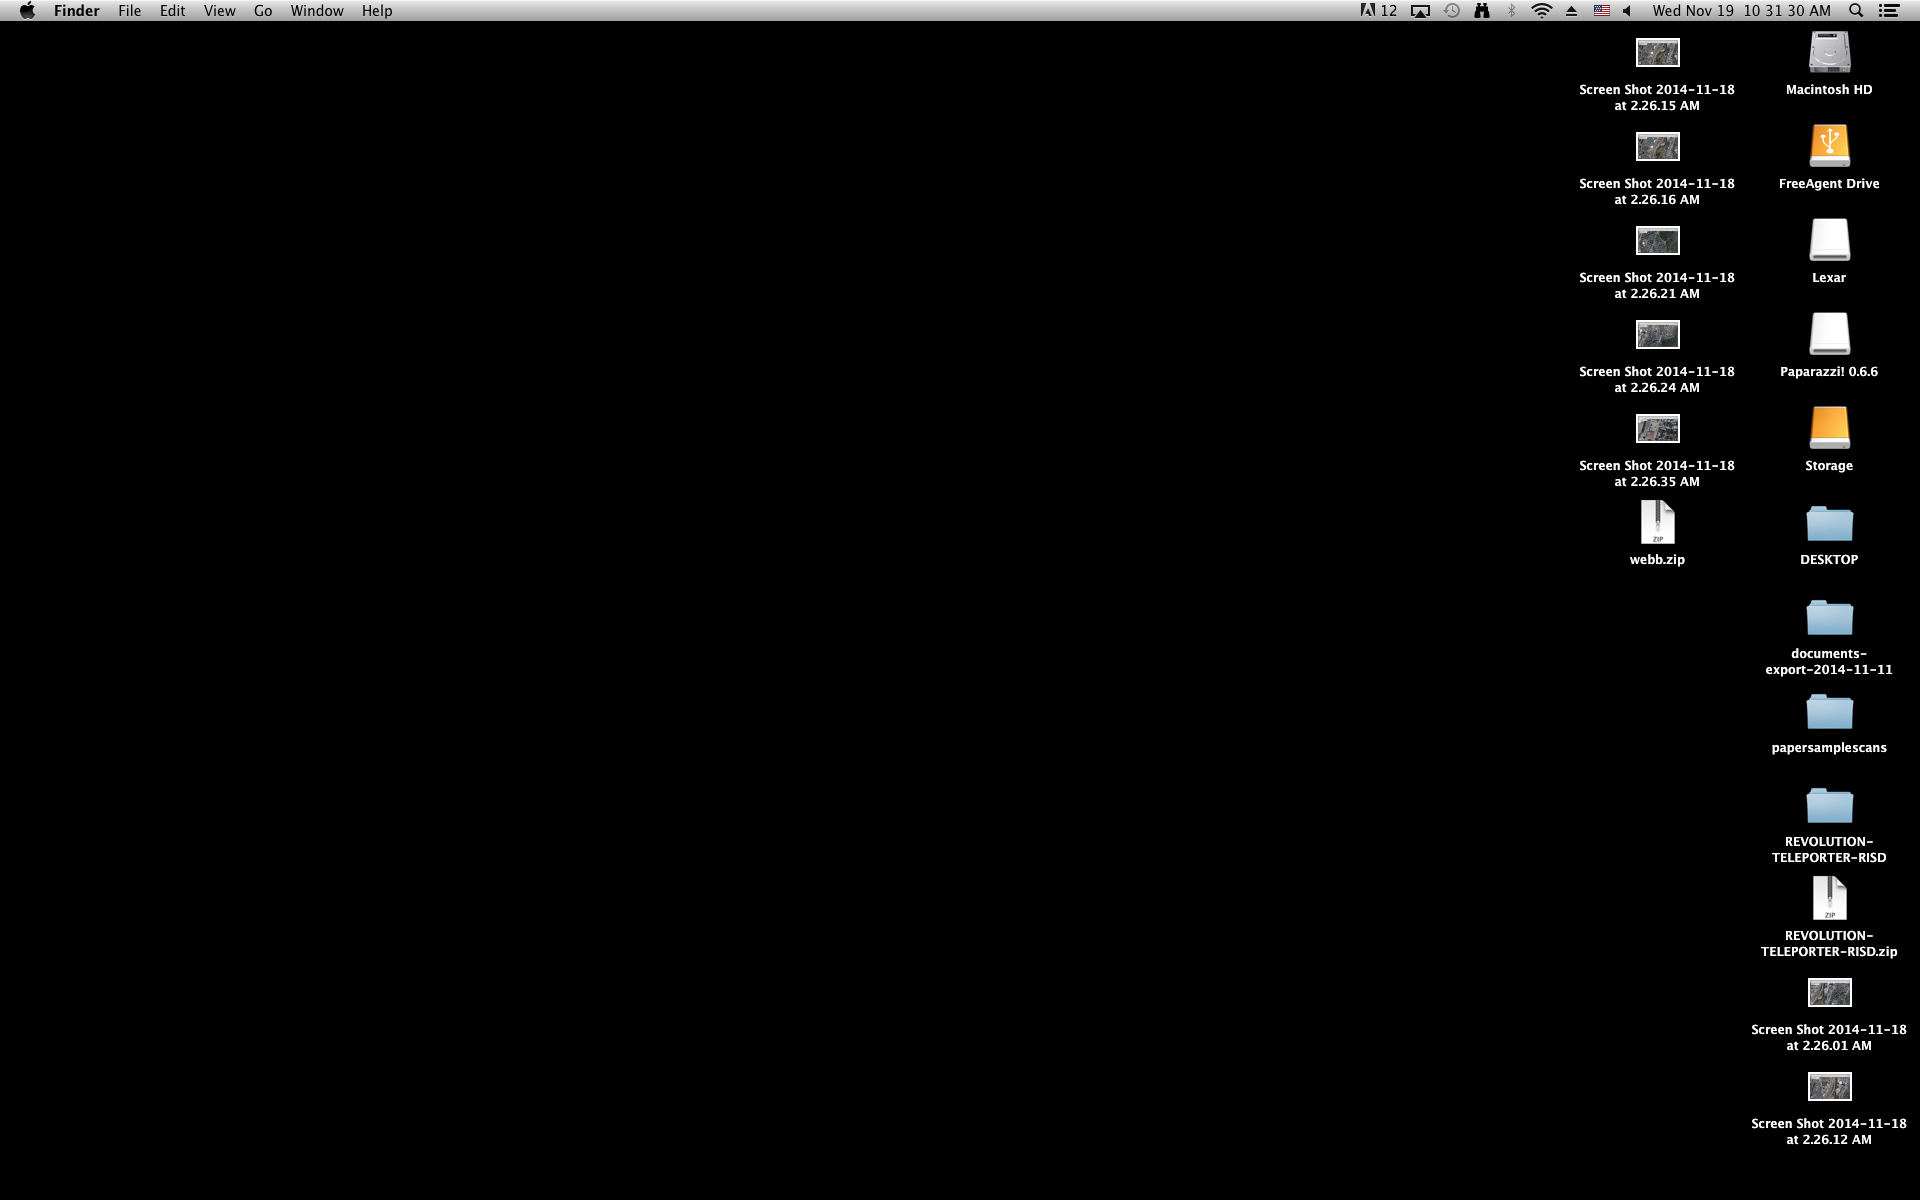 Finder File Edit View Go Window Help 12 Wed Nov 19 10 31 30 AM
Screen Shot 2014-11-18
at 2.26.15 AM
Screen Shot 2014-11-18
at 2.26.16 AM
Screen Shot 2014-11-18
at 2.26.21 AM
Screen Shot 2014-11-18
at 2.26.24 AM
Screen Shot 2014-11-18
at 2.26.35 AM
ZIP
webb.zip
Macintosh HD
FreeAgent Drive
Lexar
Paparazzi! 0.6.6
Storage
DESKTOP
documents-
export-2014-11-11
papersamplescans
REVOLUTION-
TELEPORTER-RISD
ZIP
REVOLUTION-
TELEPORTER-RISD.zip
Screen Shot 2014-11-18
at 2.26.01 AM
Screen Shot 2014-11-18
at 2.26.12 AM